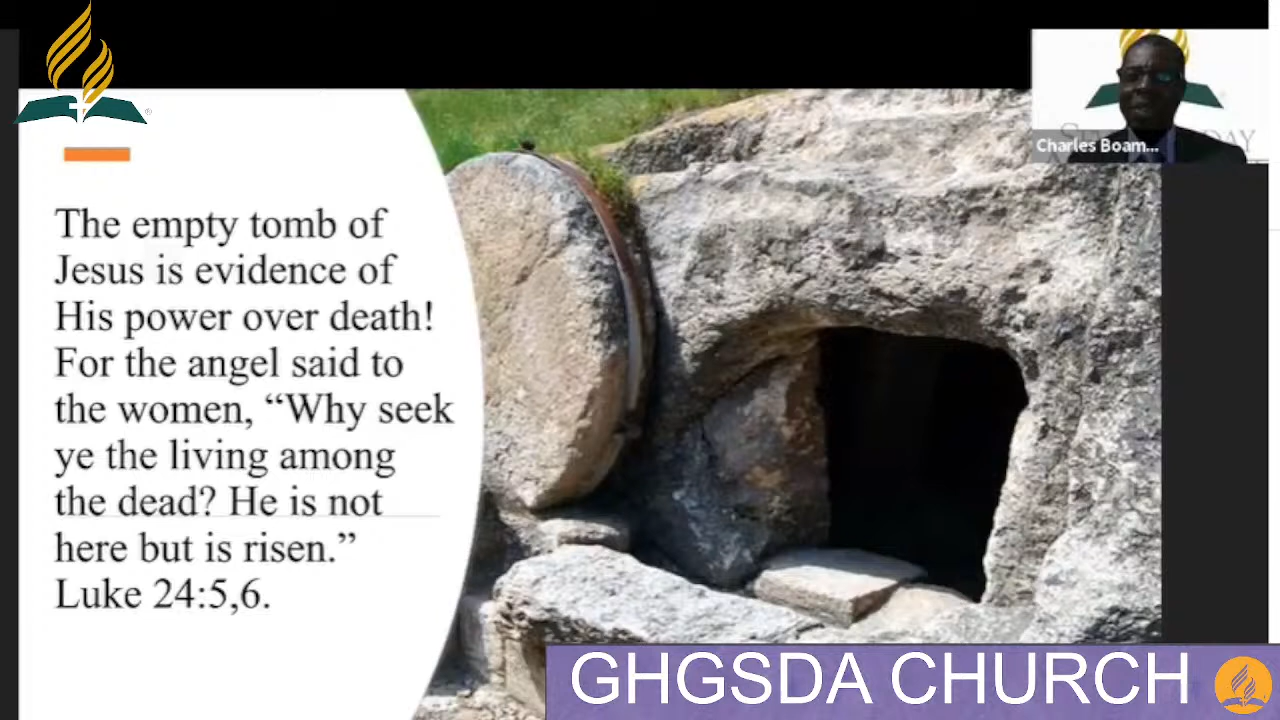 The empty tomb of
Jesus is evidence of
His power over death!
For the angel said to
the women, “Why seek
ye the living among
the dead? He is not
here but is risen.”
Luke 24:5,6.
Charles Boam...
GHGSDA CHURCH